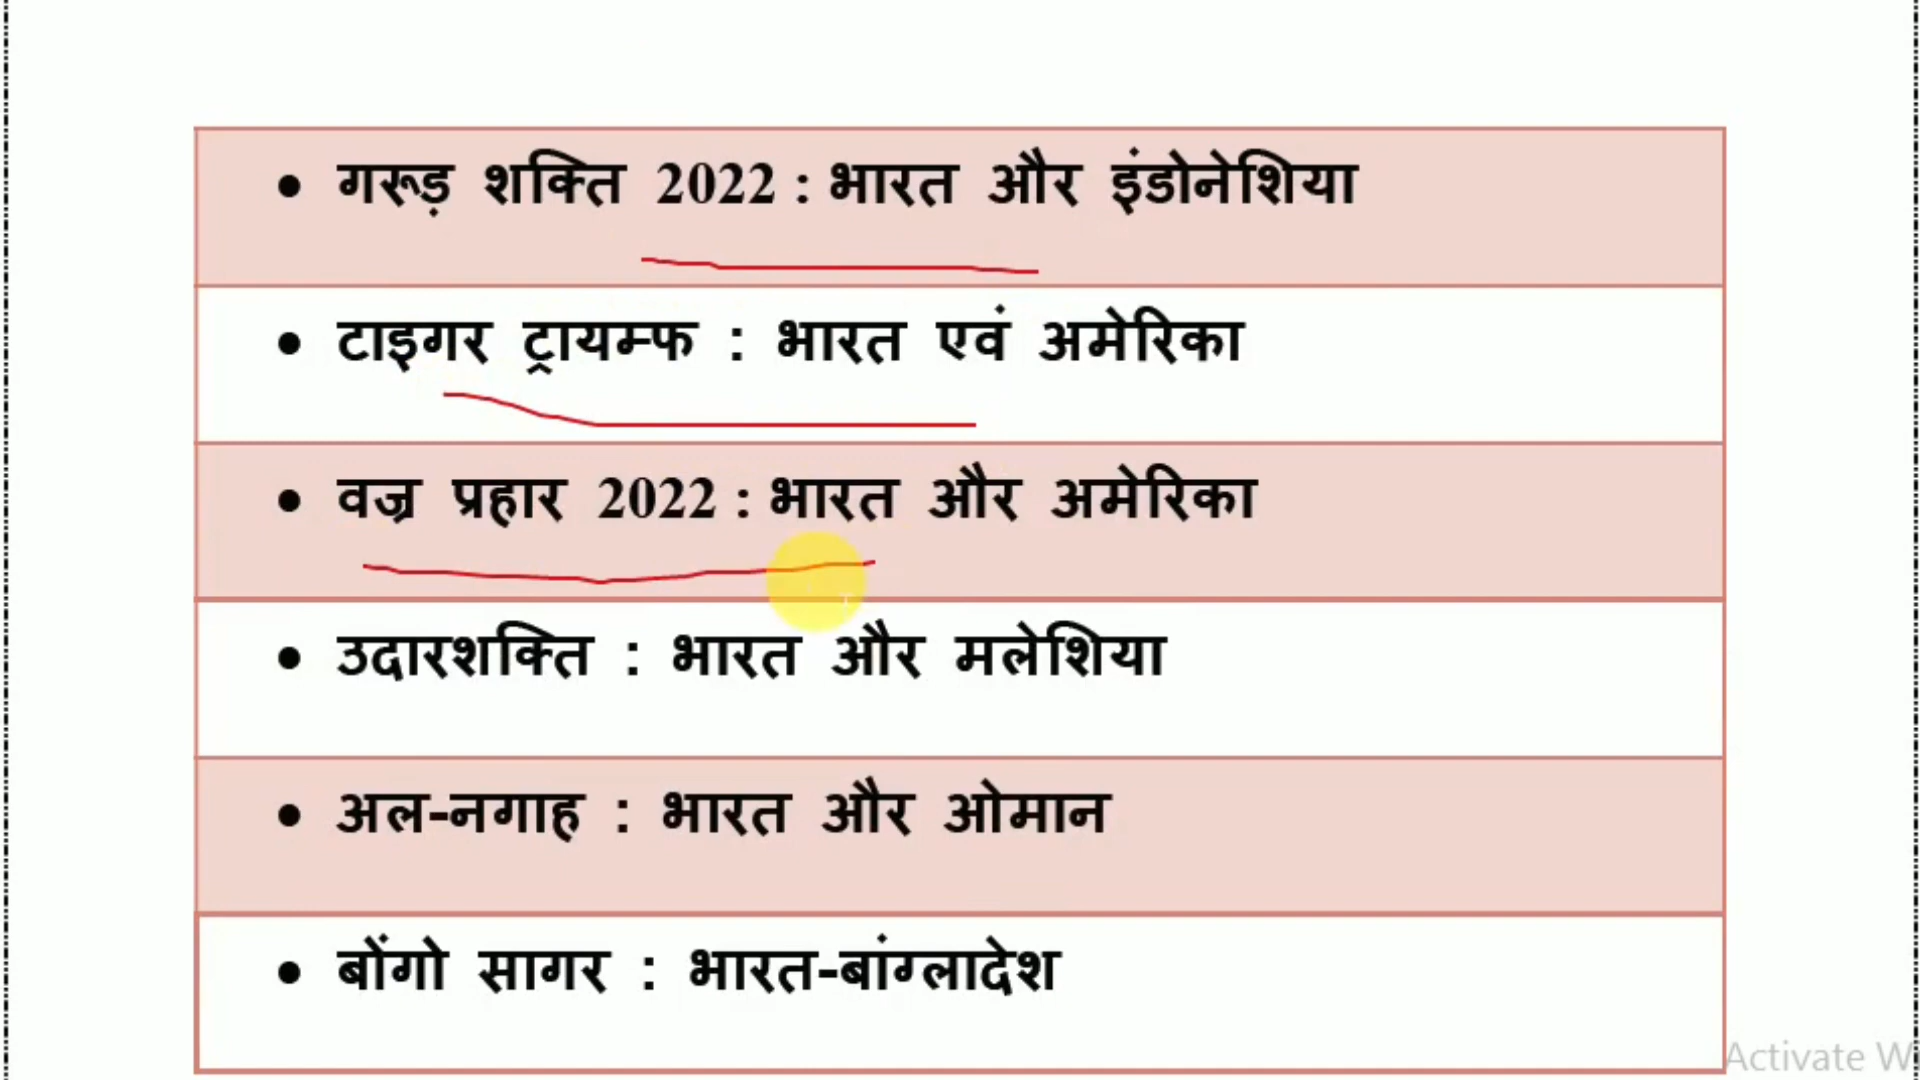 • गरूड़ शक्ति 2022 : भारत और इंडोनेशिया
• टाइगर ट्रायम्फ : भारत एवं अमेरिका
• वज्र प्रहार 2022 : भारत और अमेरिका
• उदारशक्ति : भारत और मलेशिया
• अल-नगाह : भारत और ओमान
• बोंगो सागर : भारत-बांग्लादेश
Activate W